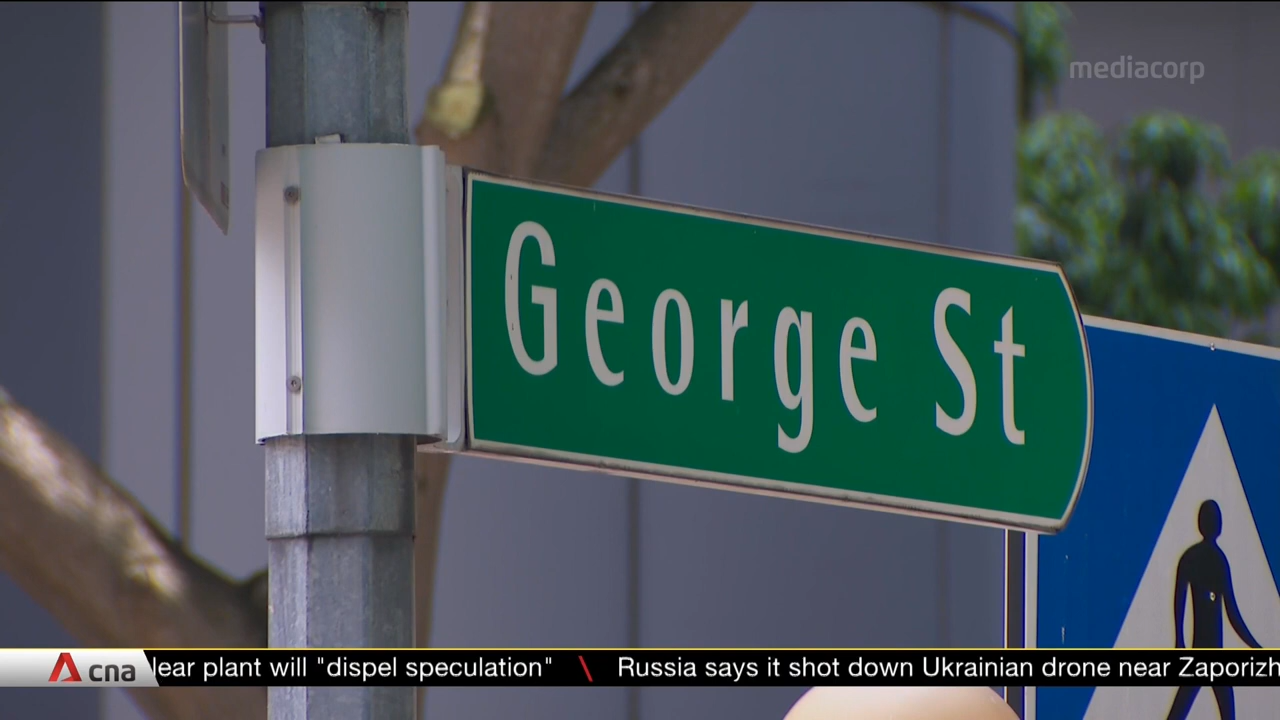 mediacorp
George St
cna
lear plant will "dispel speculation" \ Russia says it shot down Ukrainian drone near Zaporizh